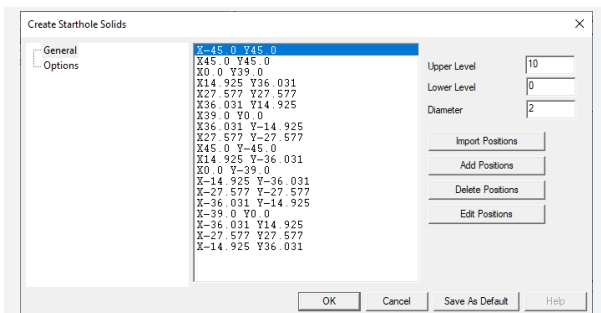 Create Starthole Solids
General
Options
X-45.0 Y45.0
X45.0 Y45.0
X0.0 Y39.0
X14.925 Y36.031
X27.577 Y27.577
X36.031 Y14.925
X39.0 Y0.0
X36.031 Y-14.925
X27.577 Y-27.577
X45.0 Y-45.0
X14.925 Y-36.031
X0.0 Y-39.0
X-14.925 Y-36.031
X-27.577 Y-27.577
X-36.031 Y-14.925
X-39.0 Y0.0
X-36.031 Y14.925
X-27.577 Y27.577
X-14.925 Y36.031
Upper Level 10
Lower Level 0
Diameter 2
Import Positions
Add Positions
Delete Positions
Edit Positions
OK Cancel Save As Default Help